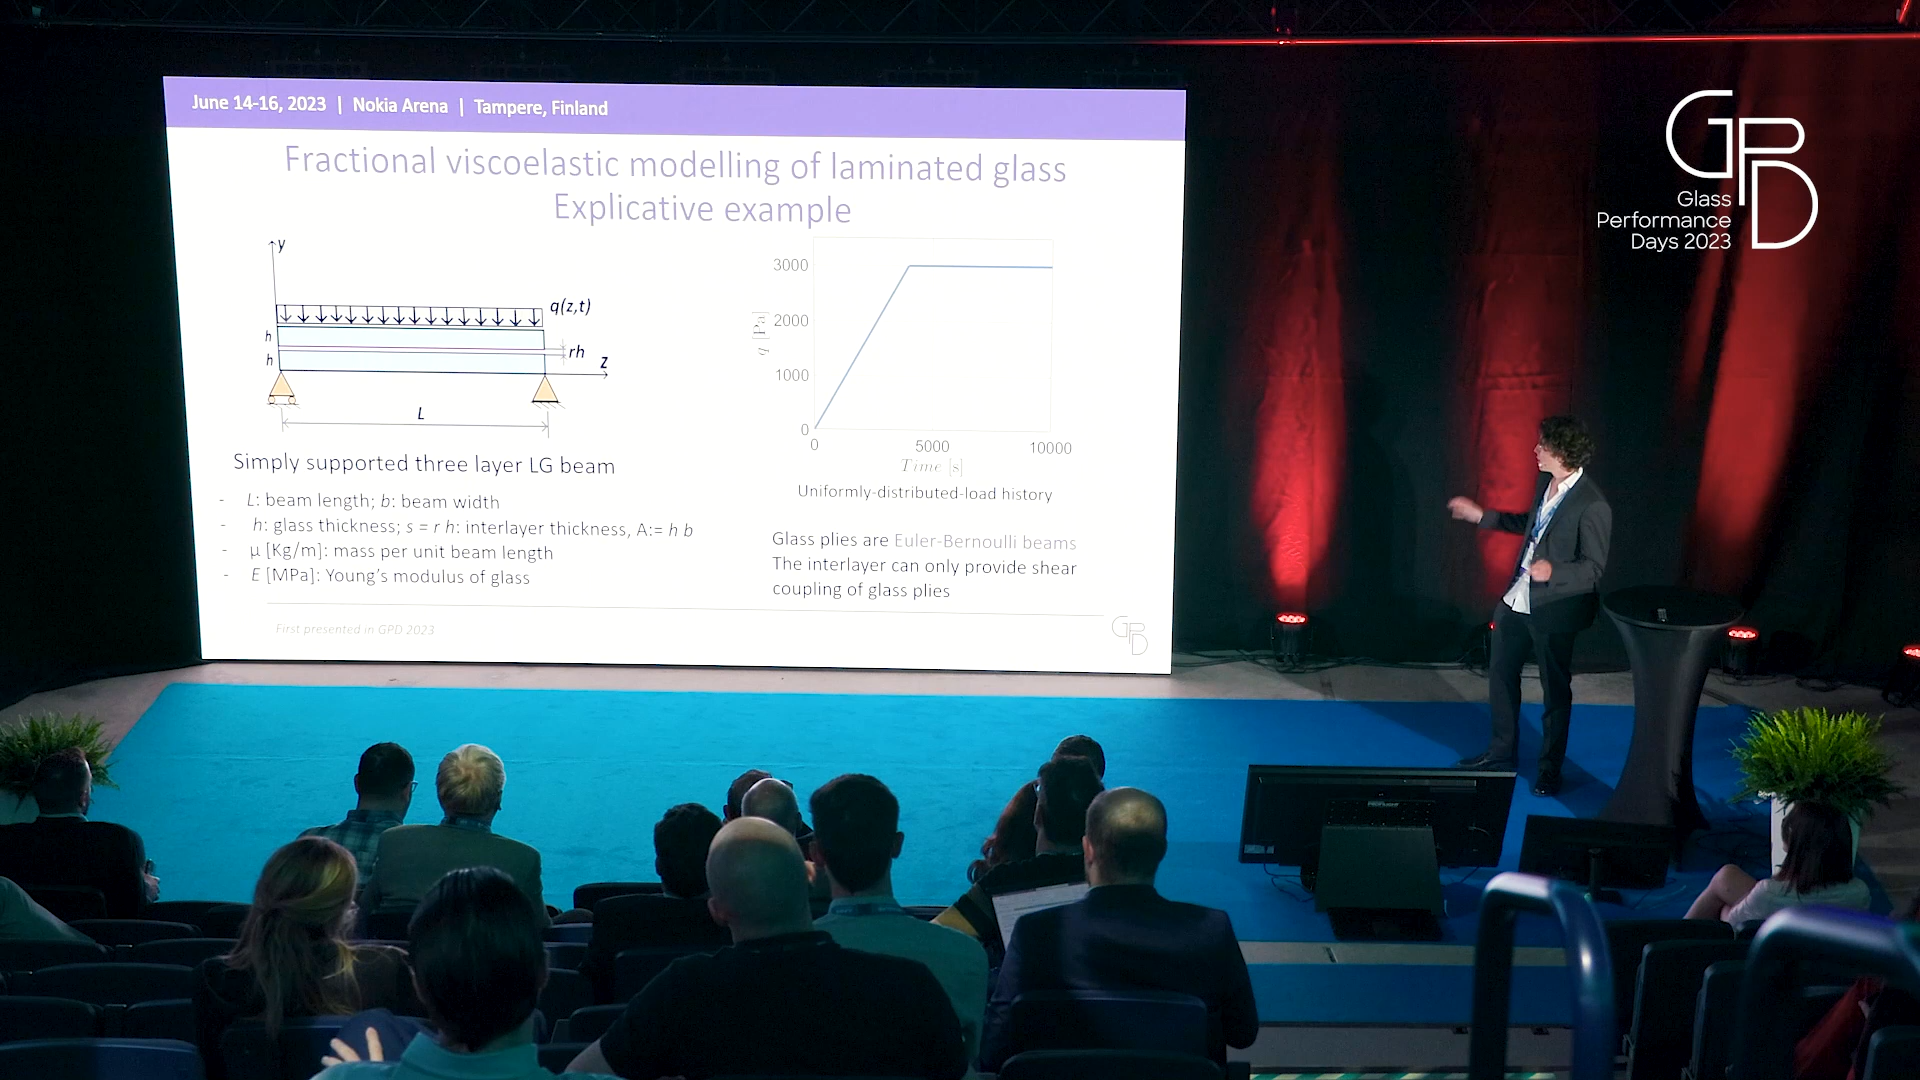 June 14-16, 2023 | Nokia Arena | Tampere, Finland
Fractional viscoelastic modelling of laminated glass
Explicative example
y
q(z,t)
h
h
rh
z
L
Simply supported three layer LG beam
- L: beam length; b: beam width
- h: glass thickness; s = r h: interlayer thickness, A:= h b
- μ [Kg/m]: mass per unit beam length
- E [MPa]: Young's modulus of glass
3000
2000
1000
0
q [Pa]
0 5000 10000
Time [s]
Uniformly-distributed-load history
Glass plies are Euler-Bernoulli beams
The interlayer can only provide shear
coupling of glass plies
First presented in GPD 2023
GPD
GPD
Glass
Performance
Days 2023